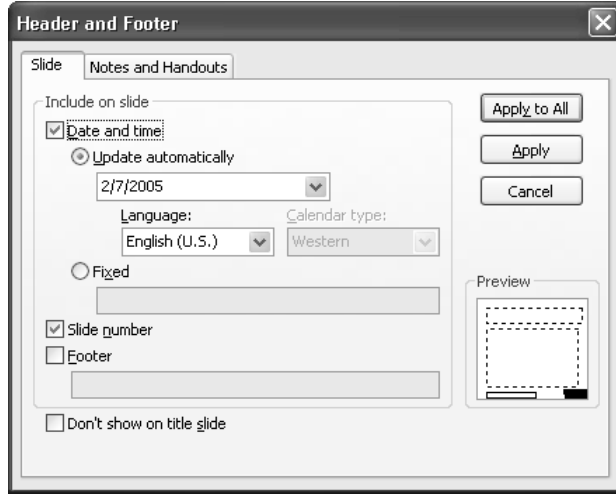 Header and Footer
Slide
Notes and Handouts
Include on slide
Date and time
Update automatically
2/7/2005
Language:
Calendar type:
English (U.S.)
Western
Fixed
Slide number
Footer
Don't show on title slide
Apply to All
Apply
Cancel
Preview